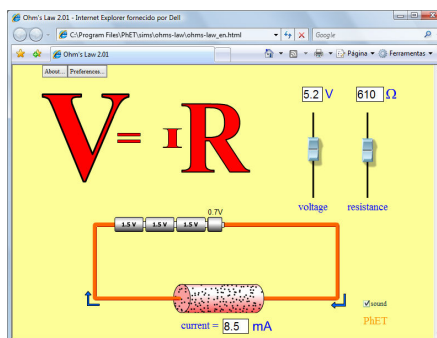 Ohm's Law 2.01 - Internet Explorer fornecido por Dell
C:\Program Files\PhET\sims\ohms-law\ohms-law_en.html
Google
Ohm's Law 2.01
Página
Ferramentas
About... Preferences...
V = I R
5.2 V 610 Ω
voltage resistance
0.7V
1.5 V 1.5 V 1.5 V
sound
PhET
current = 8.5 mA